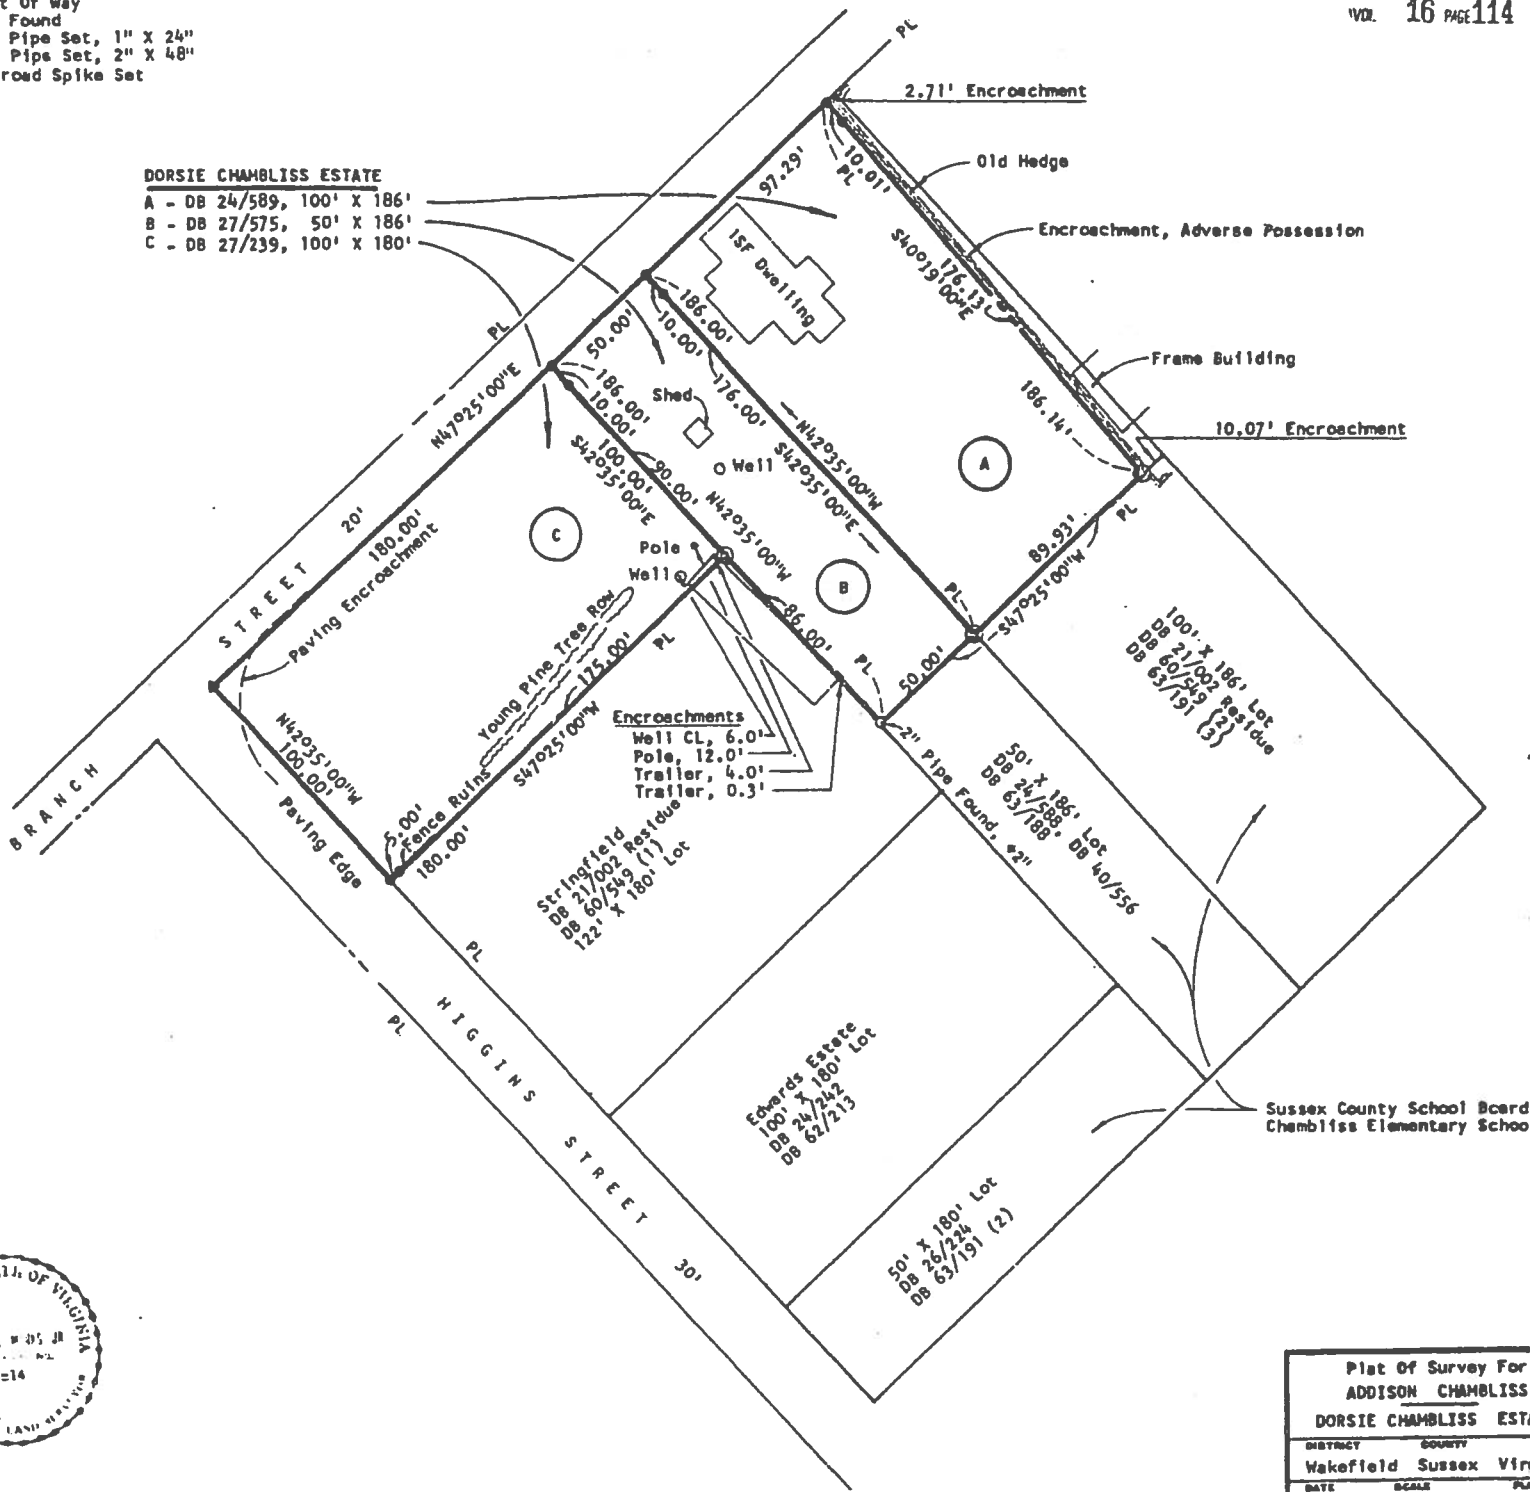 t Of Way
Found
Pipe Set, 1" X 24"
Pipe Set, 2" X 48"
road Spike Set
VOL 16 PAGE 114
DORSIE CHAMBLISS ESTATE
A - DB 24/589, 100' X 186'
B - DB 27/575, 50' X 186'
C - DB 27/239, 100' X 180'
PL
2.71' Encroachment
Old Hedge
Encroachment, Adverse Possession
Frame Building
10.07' Encroachment
97.29'
10.01'
PL
S40°19'00"E
176.13'
186.14'
1SF Dwelling
PL
50.00'
186.00'
10.00'
176.00'
N47°25'00"E
186.00'
10.00'
Shed
Well
N42°35'00"W
S42°35'00"E
A
100.00'
S42°35'00"E
90.00'
N42°35'00"W
C
Pole
Well
B
86.00'
PL
PL
50.00'
89.93'
S47°25'00"W
PL
STREET 20'
180.00'
Paving Encroachment
Young Pine Tree Row
175.00'
PL
S47°25'00"W
Encroachments
Well CL, 6.0'
Pole, 12.0'
Trailer, 4.0'
Trailer, 0.3'
BRANCH
N42°35'00"W
100.00'
Paving Edge
5.00'
Fence Ruins
180.00'
2" Pipe Found, *2"
100' X 186' Lot
DB 21/002 Residue
DB 60/549 (2)
DB 63/191 (3)
50' X 186' Lot
DB 24/588, DB 40/556
DB 63/188
Stringfield
DB 21/002 Residue
DB 60/549 (1)
122' X 180' Lot
PL
PL
HIGGINS STREET 30'
Edwards Estate
100' X 180' Lot
DB 24/242
DB 62/213
Sussex County School Board
Chambliss Elementary Schoo
50' X 180' Lot
DB 26/224
DB 63/191 (2)
OF VIRGINIA
JR
LAND
Plat Of Survey For
ADDISON CHAMBLISS
DORSIE CHAMBLISS ESTA
DISTRICT COUNTY
Wakefield Sussex Vir
DATE SCALE